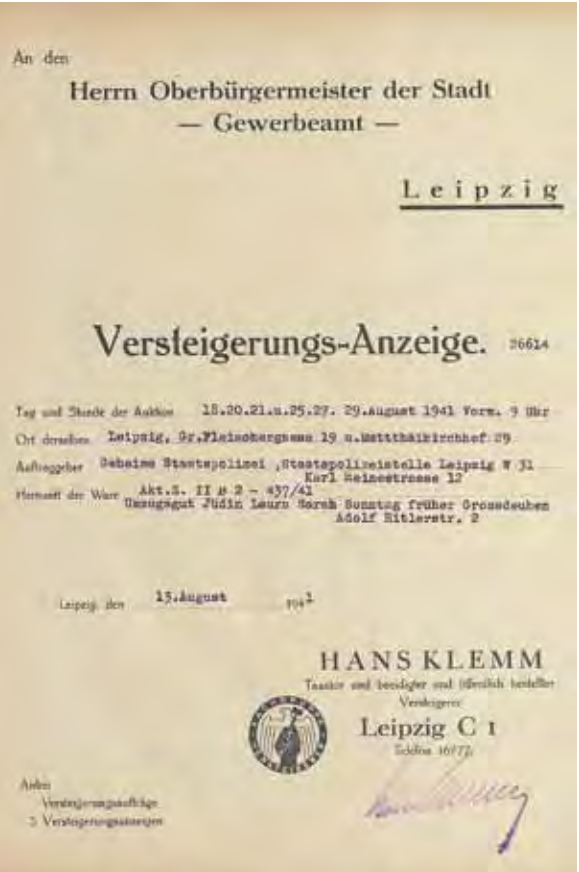 An den
Herrn Oberbürgermeister der Stadt
— Gewerbeamt —
Leipzig
Versteigerungs-Anzeige. 26614
Tag und Stunde der Auktion 18.20.21.u.25.27. 29.August 1941 Vorm. 9 Uhr
Ort derselben Leipzig, Gr.Fleischergasse 19 u.Mattthäikirchhof 29
Auftraggeber Geheime Staatspolizei ,Staatspolizeistelle Leipzig W 31
Karl Heinestrasse 12
Herkunft der Ware Akt.Z. II B 2 - 437/41
Umzugsgut Jüdin Laura Sarah Sonntag früher Grossdeuben
Adolf Hitlerstr. 2
Leipzig, den 15.August 1941
HANS KLEMM
Taxator und beeidigter und öffentlich bestellter
Versteigerer
Leipzig C 1
Telefon
Versteigerungsaufträge
Versteigerungsanzeigen